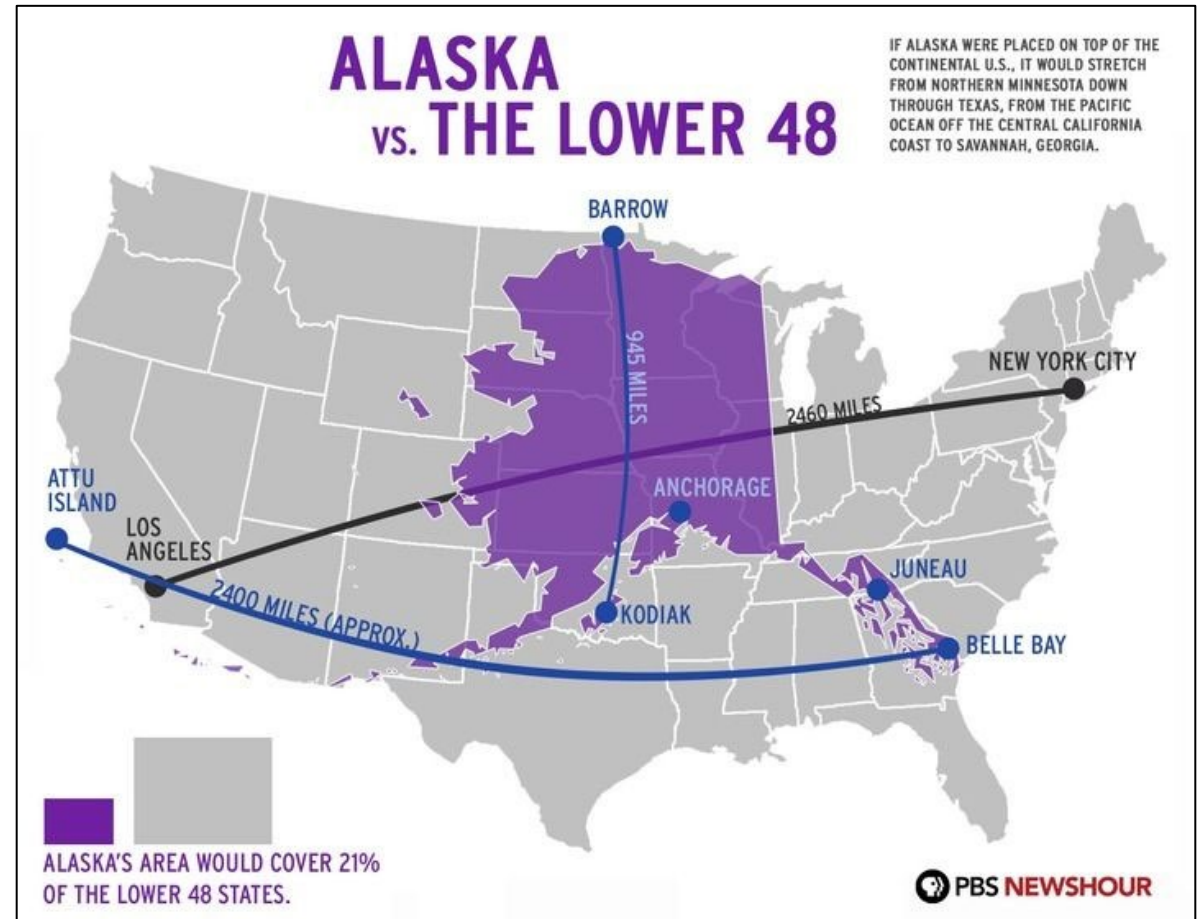 ALASKA
VS. THE LOWER 48
IF ALASKA WERE PLACED ON TOP OF THE
CONTINENTAL U.S., IT WOULD STRETCH
FROM NORTHERN MINNESOTA DOWN
THROUGH TEXAS, FROM THE PACIFIC
OCEAN OFF THE CENTRAL CALIFORNIA
COAST TO SAVANNAH, GEORGIA.
BARROW
945 MILES
NEW YORK CITY
2460 MILES
ATTU
ISLAND
LOS
ANGELES
ANCHORAGE
2400 MILES (APPROX.)
KODIAK
JUNEAU
BELLE BAY
ALASKA'S AREA WOULD COVER 21%
OF THE LOWER 48 STATES.
PBS NEWSHOUR